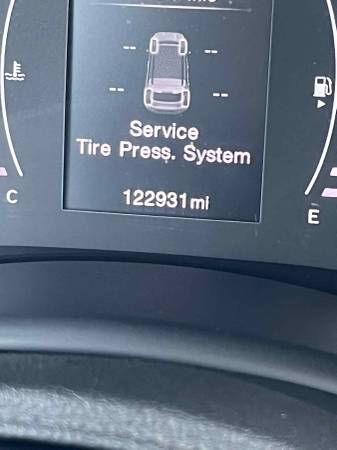 -- --
-- --
Service
Tire Press. System
122931mi
C
E